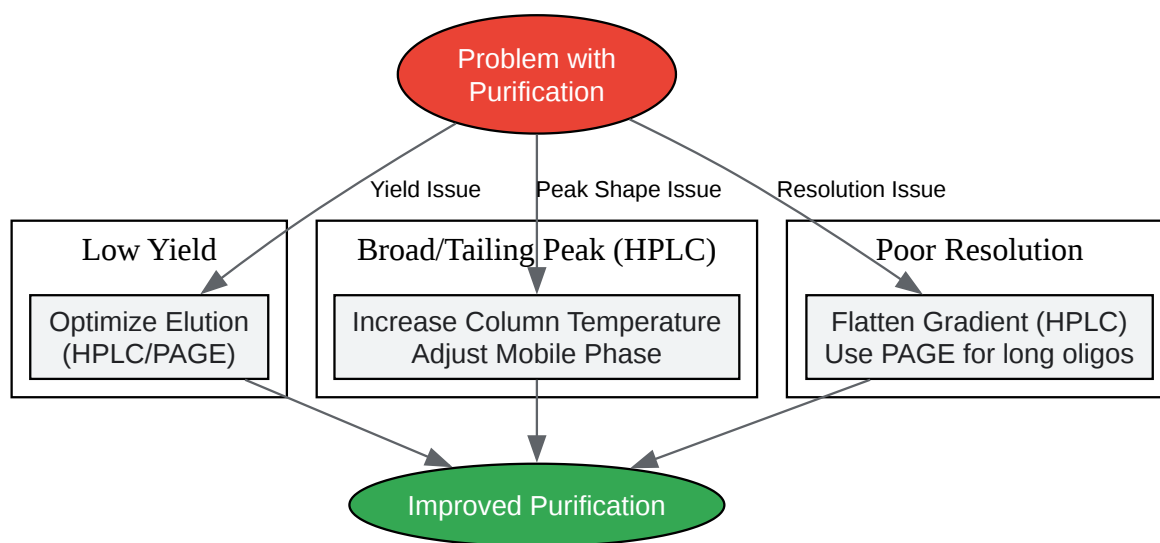 Problem with
Purification
Yield Issue
Peak Shape Issue
Resolution Issue
Low Yield
Broad/Tailing Peak (HPLC)
Poor Resolution
Optimize Elution
(HPLC/PAGE)
Increase Column Temperature
Adjust Mobile Phase
Flatten Gradient (HPLC)
Use PAGE for long oligos
Improved Purification